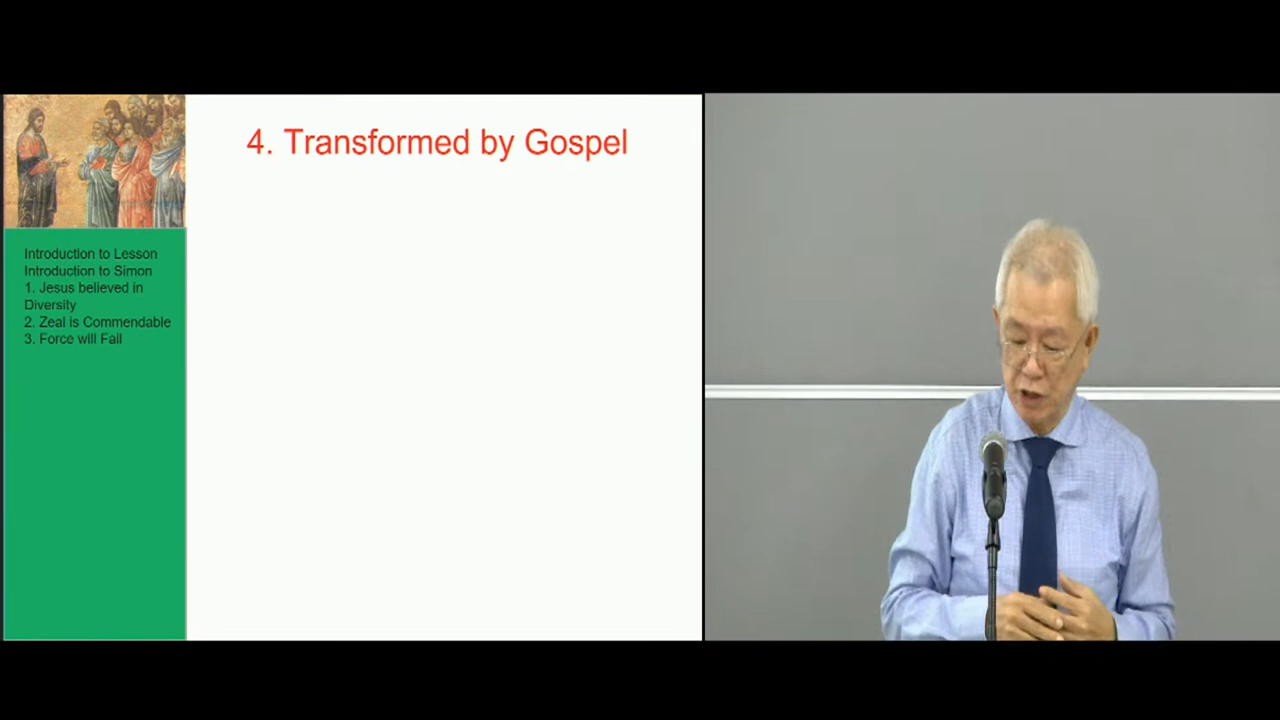 4. Transformed by Gospel
Introduction to Lesson
Introduction to Simon
1. Jesus believed in
Diversity
2. Zeal is Commendable
3. Force will Fail